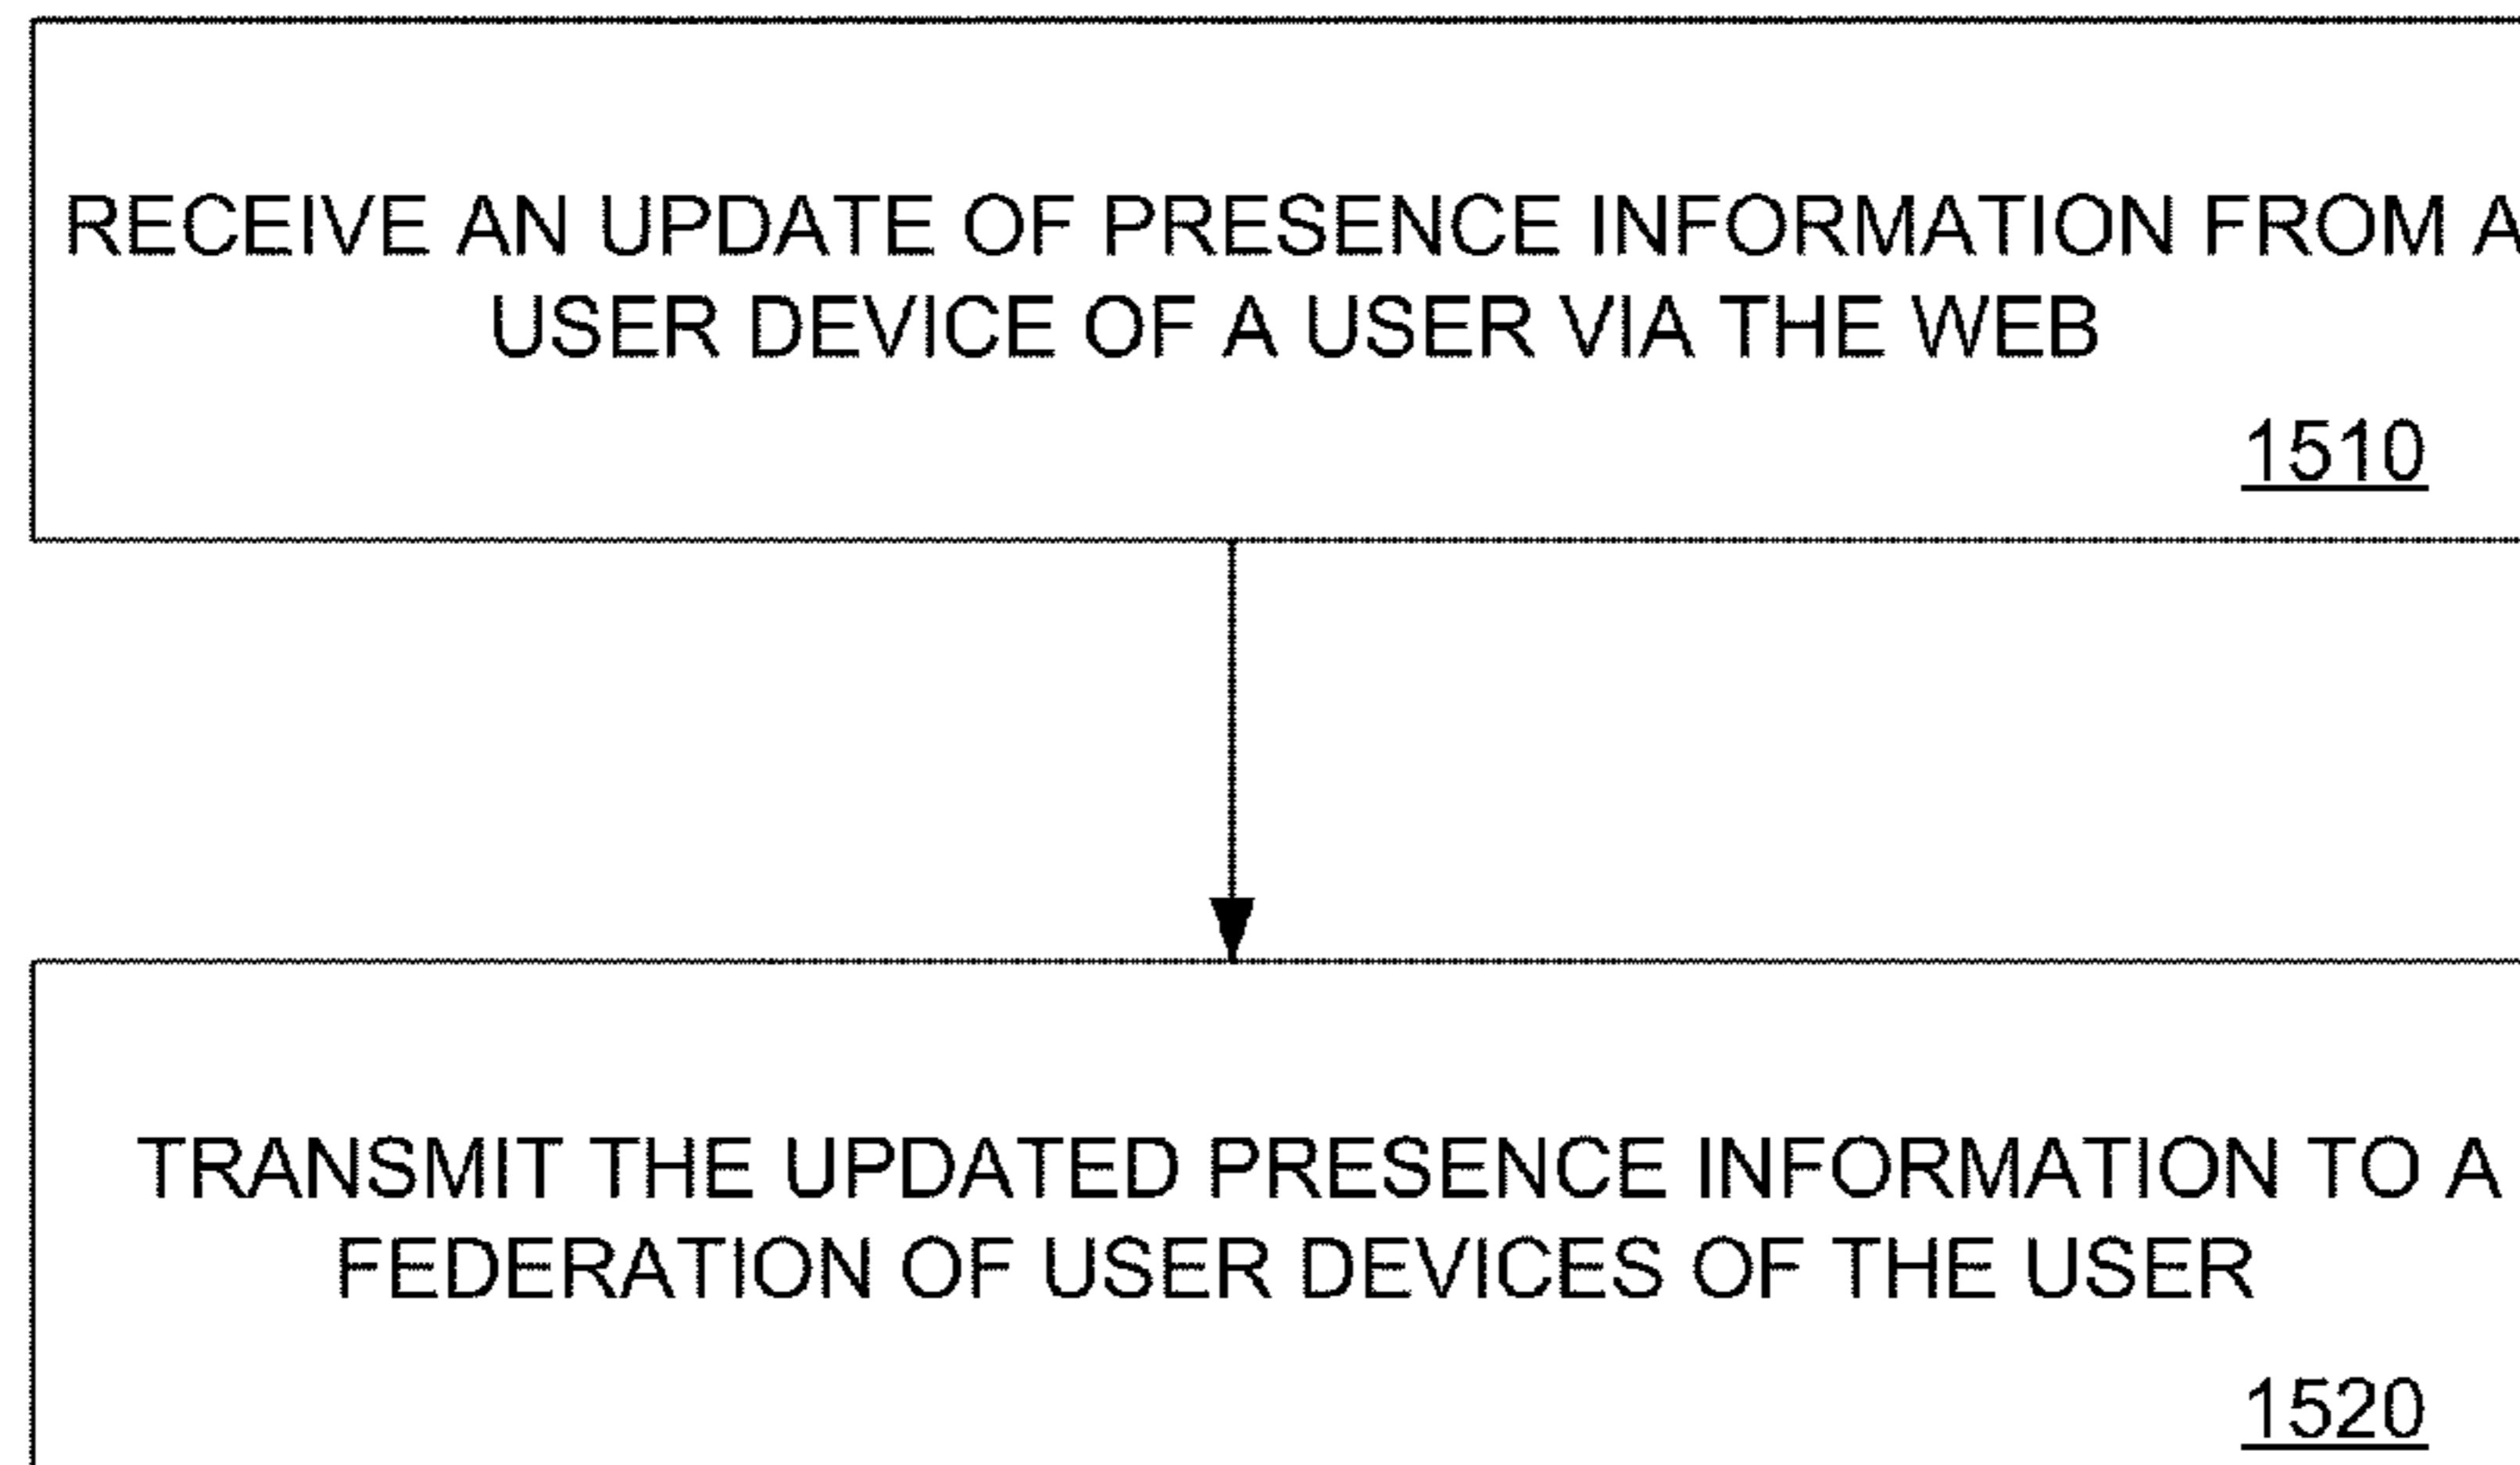 RECEIVE AN UPDATE OF PRESENCE INFORMATION FROM A
USER DEVICE OF A USER VIA THE WEB
1510
TRANSMIT THE UPDATED PRESENCE INFORMATION TO A
FEDERATION OF USER DEVICES OF THE USER
1520